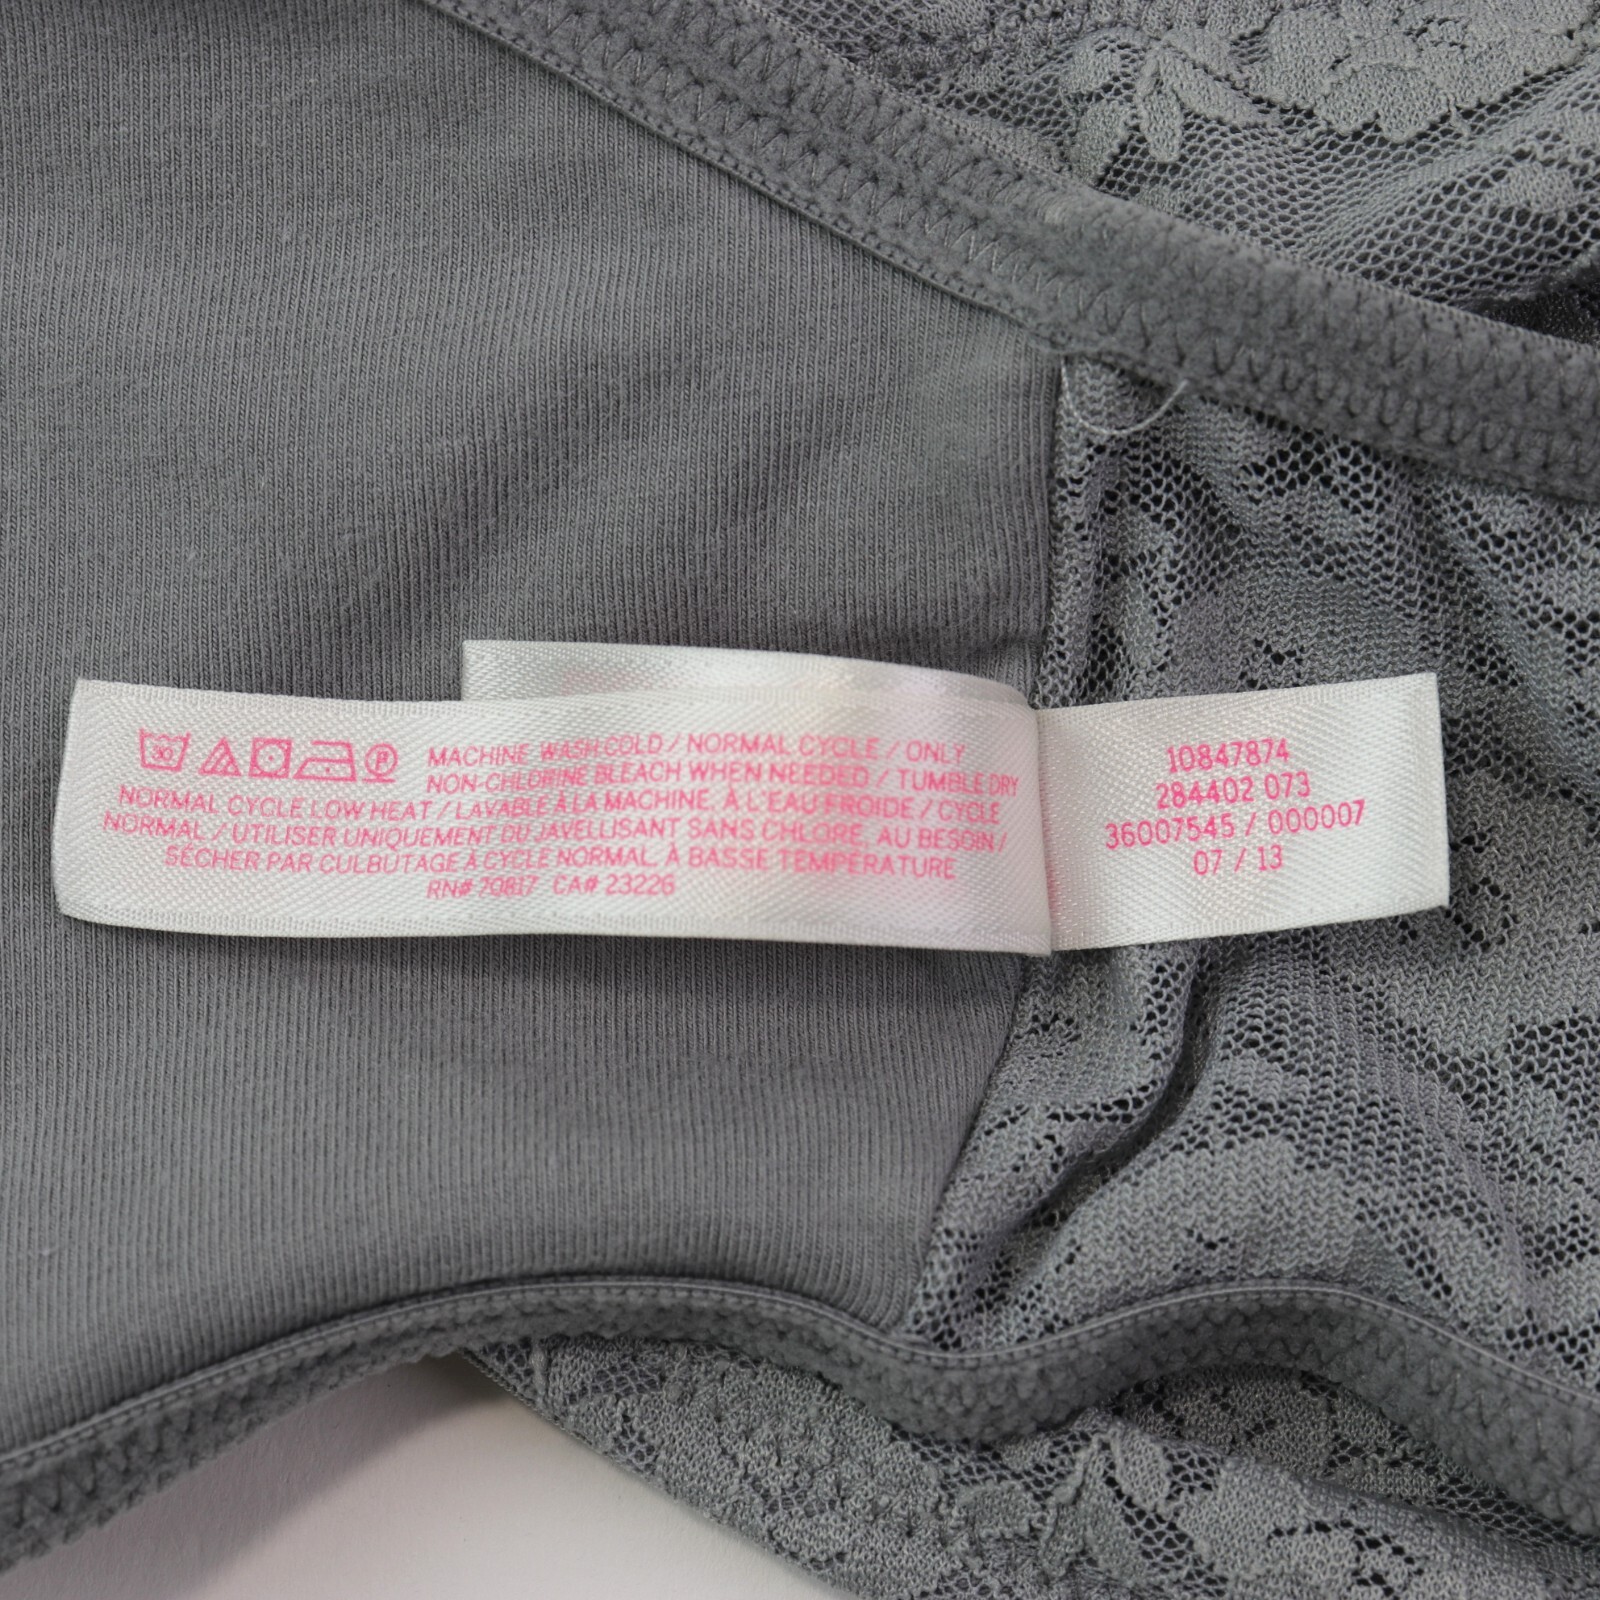 30 P MACHINE WASH COLD / NORMAL CYCLE / ONLY
NON-CHLORINE BLEACH WHEN NEEDED / TUMBLE DRY
NORMAL CYCLE LOW HEAT / LAVABLE À LA MACHINE, À L'EAU FROIDE / CYCLE
NORMAL / UTILISER UNIQUEMENT DU JAVELLISANT SANS CHLORE, AU BESOIN /
SÉCHER PAR CULBUTAGE À CYCLE NORMAL, À BASSE TEMPÉRATURE
RN# 70817 CA# 23226
10847874
284402 073
36007545 / 000007
07 / 13